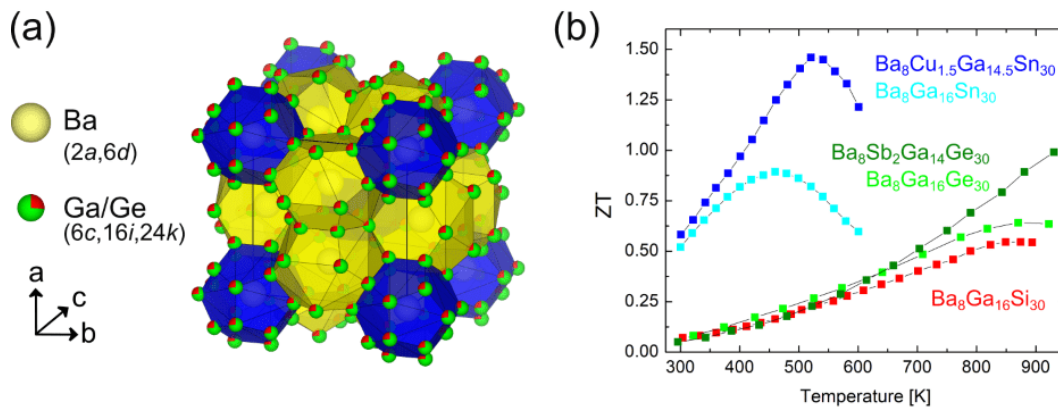 (a)
Ba
(2a,6d)
Ga/Ge
(6c,16i,24k)
a
c
b
(b)
1.50
1.25
1.00
0.75
0.50
0.25
0.00
ZT
Ba8Cu1.5Ga14.5Sn30
Ba8Ga16Sn30
Ba8Sb2Ga14Ge30
Ba8Ga16Ge30
Ba8Ga16Si30
300 400 500 600 700 800 900
Temperature [K]